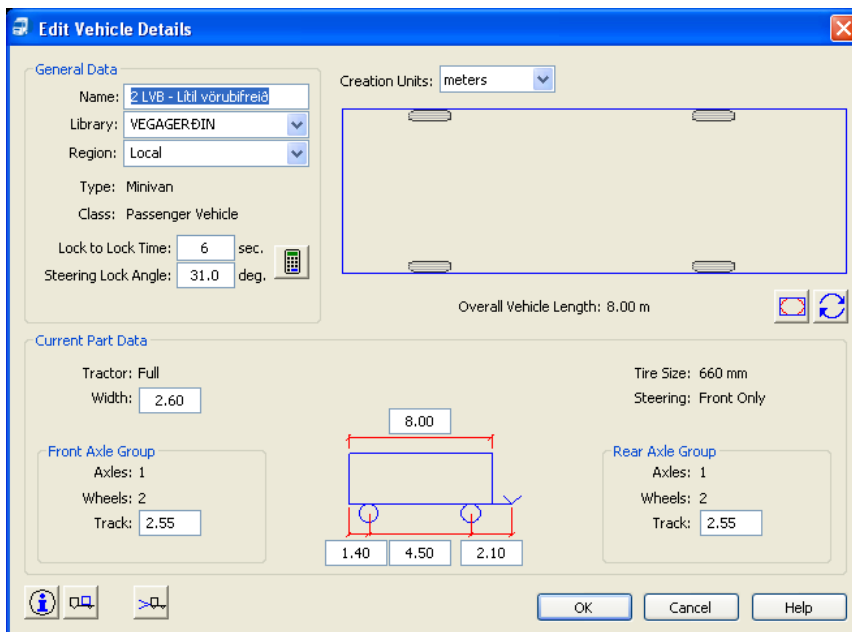 Edit Vehicle Details
General Data
Name: 2 LVB - Lítil vörubifreið
Library: VEGAGERÐIN
Region: Local
Type: Minivan
Class: Passenger Vehicle
Lock to Lock Time: 6 sec.
Steering Lock Angle: 31.0 deg.
Creation Units: meters
Overall Vehicle Length: 8.00 m
Current Part Data
Tractor: Full
Width: 2.60
Tire Size: 660 mm
Steering: Front Only
8.00
Front Axle Group
Axles: 1
Wheels: 2
Track: 2.55
1.40 4.50 2.10
Rear Axle Group
Axles: 1
Wheels: 2
Track: 2.55
OK Cancel Help